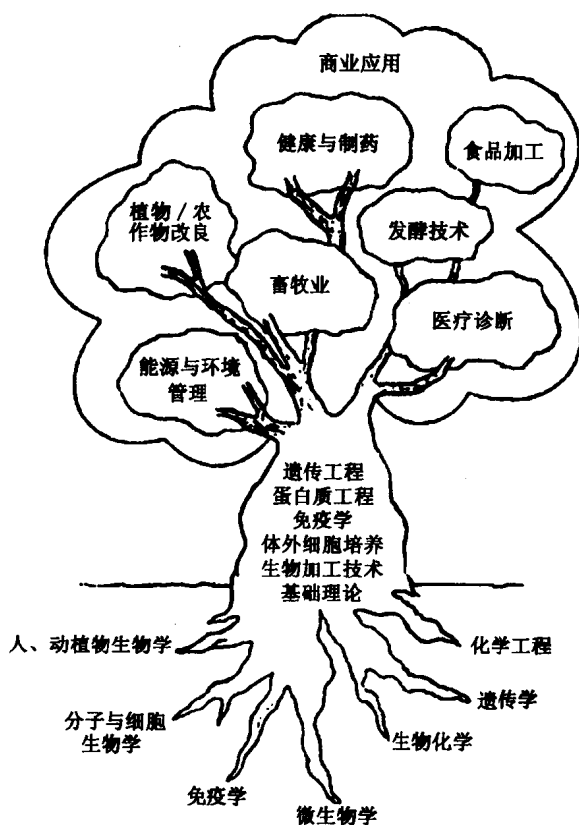 商业应用
健康与制药
食品加工
植物／农
作物改良
发酵技术
畜牧业
医疗诊断
能源与环境
管理
遗传工程
蛋白质工程
免疫学
体外细胞培养
生物加工技术
基础理论
人、动植物生物学
化学工程
遗传学
分子与细胞
生物学
生物化学
免疫学
微生物学